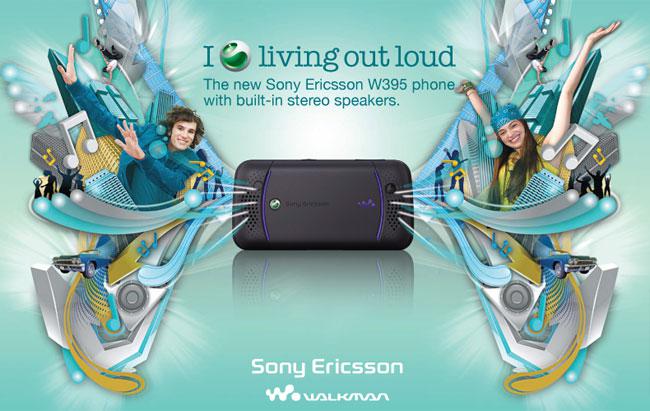 I living out loud
The new Sony Ericsson W395 phone
with built-in stereo speakers.
Sony Ericsson
Sony Ericsson
WALKMAN